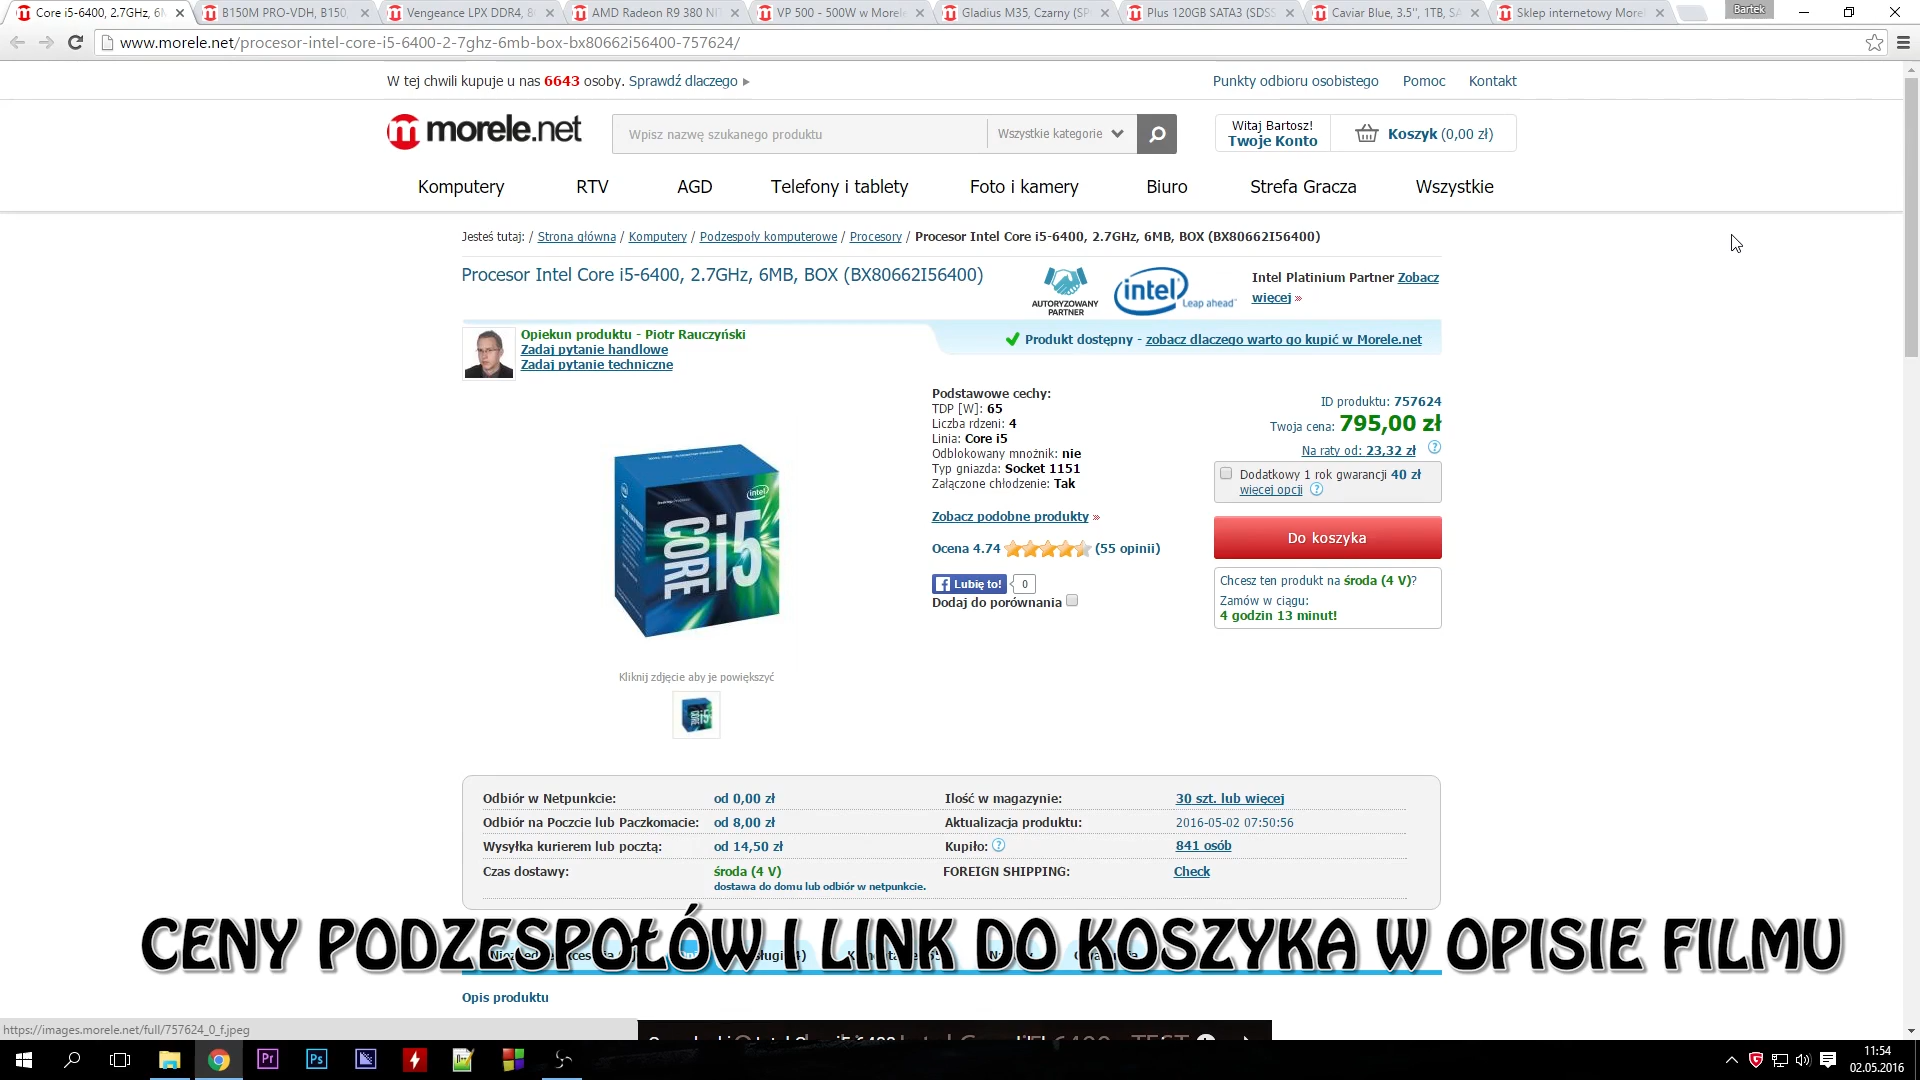 Core i5-6400, 2.7GHz, 6M
B150M PRO-VDH, B150,
Vengeance LPX DDR4, 8
AMD Radeon R9 380 NI
VP 500 - 500W w Morele
Gladius M35, Czarny (SP
Plus 120GB SATA3 (SDSS
Caviar Blue, 3.5", 1TB, SA
Sklep internetowy Morel
Bartek
www.morele.net/procesor-intel-core-i5-6400-2-7ghz-6mb-box-bx80662i56400-757624/
W tej chwili kupuje u nas 6643 osoby. Sprawdź dlaczego
Punkty odbioru osobistego Pomoc Kontakt
morele.net
Wpisz nazwę szukanego produktu
Wszystkie kategorie
Witaj Bartosz!
Twoje Konto
Koszyk (0,00 zł)
Komputery RTV AGD Telefony i tablety Foto i kamery Biuro Strefa Gracza Wszystkie
Jesteś tutaj: / Strona główna / Komputery / Podzespoły komputerowe / Procesory / Procesor Intel Core i5-6400, 2.7GHz, 6MB, BOX (BX80662I56400)
Procesor Intel Core i5-6400, 2.7GHz, 6MB, BOX (BX80662I56400)
AUTORYZOWANY
PARTNER
intel
Leap ahead
Intel Platinium Partner Zobacz
więcej »
Opiekun produktu - Piotr Rauczyński
Zadaj pytanie handlowe
Zadaj pytanie techniczne
Produkt dostępny - zobacz dlaczego warto go kupić w Morele.net
Podstawowe cechy:
TDP [W]: 65
Liczba rdzeni: 4
Linia: Core i5
Odblokowany mnożnik: nie
Typ gniazda: Socket 1151
Załączone chłodzenie: Tak
Zobacz podobne produkty »
Ocena 4.74 (55 opinii)
Lubię to! 0
Dodaj do porównania
ID produktu: 757624
Twoja cena: 795,00 zł
Na raty od: 23,32 zł ?
Dodatkowy 1 rok gwarancji 40 zł
więcej opcji ?
Do koszyka
Chcesz ten produkt na środa (4 V)?
Zamów w ciągu:
4 godzin 13 minut!
intel
CORE i5
Kliknij zdjęcie aby je powiększyć
Odbiór w Netpunkcie: od 0,00 zł
Odbiór na Poczcie lub Paczkomacie: od 8,00 zł
Wysyłka kurierem lub pocztą: od 14,50 zł
Czas dostawy: środa (4 V)
dostawa do domu lub odbiór w netpunkcie.
Ilość w magazynie: 30 szt. lub więcej
Aktualizacja produktu: 2016-05-02 07:50:56
Kupiło: ? 841 osób
FOREIGN SHIPPING: Check
CENY PODZESPOŁÓW I LINK DO KOSZYKA W OPISIE FILMU
Opis produktu
https://images.morele.net/full/757624_0_f.jpeg
Pr
Ps
11:54
02.05.2016